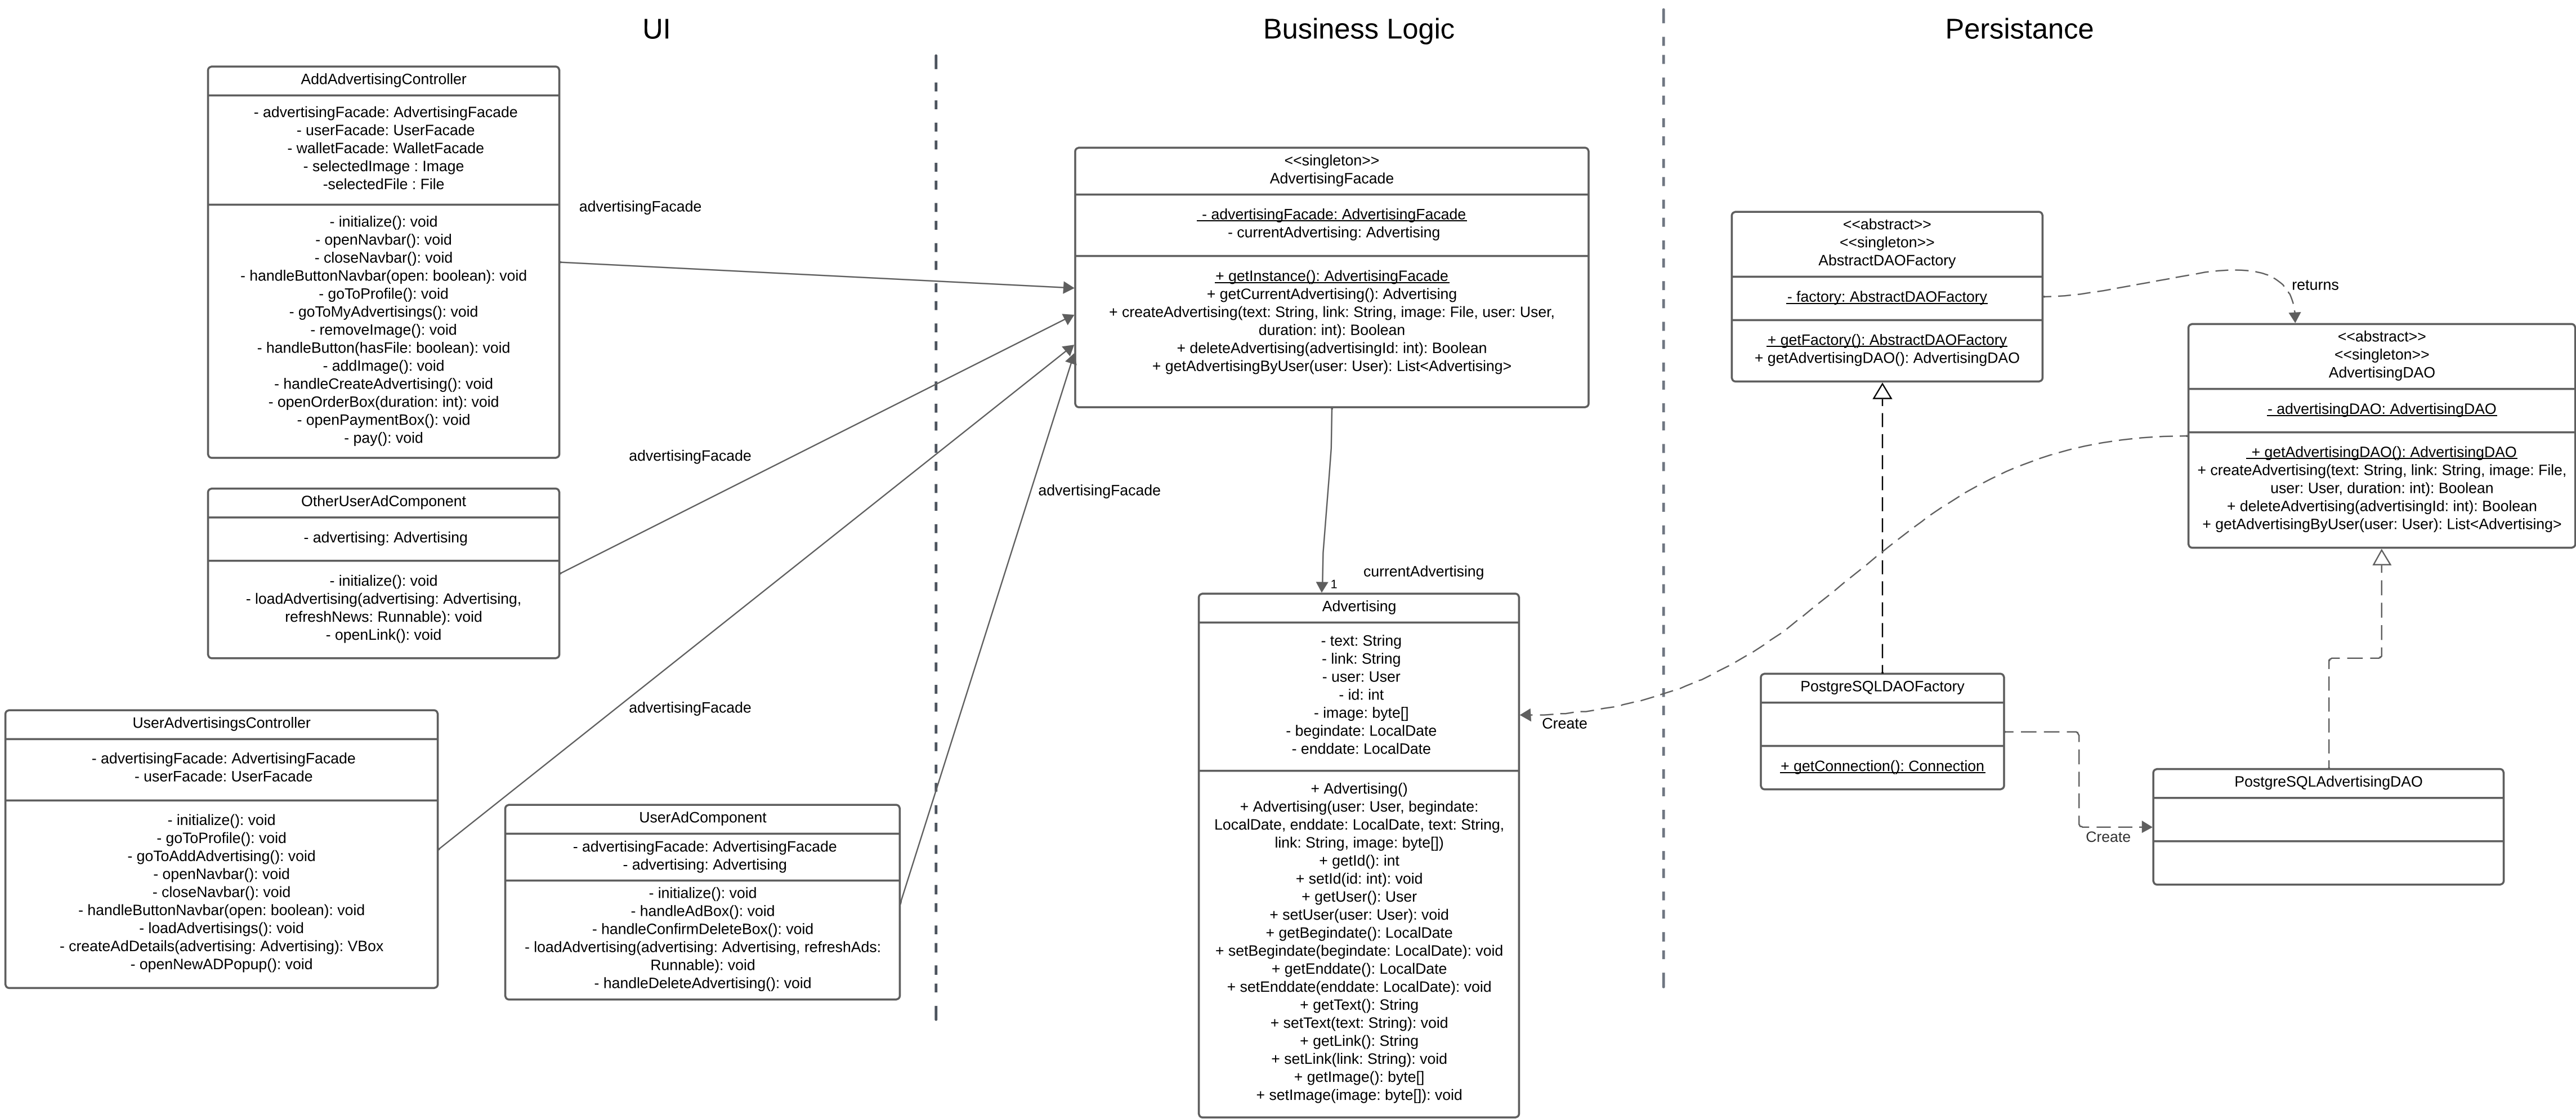 UI
Business Logic
Persistance
AddAdvertisingController
- advertisingFacade: AdvertisingFacade
- userFacade: UserFacade
- walletFacade: WalletFacade
- selectedImage : Image
-selectedFile : File
- initialize(): void
- openNavbar(): void
- closeNavbar(): void
- handleButtonNavbar(open: boolean): void
- goToProfile(): void
- goToMyAdvertisings(): void
- removeImage(): void
- handleButton(hasFile: boolean): void
- addImage(): void
- handleCreateAdvertising(): void
- openOrderBox(duration: int): void
- openPaymentBox(): void
- pay(): void
advertisingFacade
OtherUserAdComponent
- advertising: Advertising
- initialize(): void
- loadAdvertising(advertising: Advertising,
refreshNews: Runnable): void
- openLink(): void
advertisingFacade
UserAdvertisingsController
- advertisingFacade: AdvertisingFacade
- userFacade: UserFacade
- initialize(): void
- goToProfile(): void
- goToAddAdvertising(): void
- openNavbar(): void
- closeNavbar(): void
- handleButtonNavbar(open: boolean): void
- loadAdvertisings(): void
- createAdDetails(advertising: Advertising): VBox
- openNewADPopup(): void
advertisingFacade
UserAdComponent
- advertisingFacade: AdvertisingFacade
- advertising: Advertising
- initialize(): void
- handleAdBox(): void
- handleConfirmDeleteBox(): void
- loadAdvertising(advertising: Advertising, refreshAds:
Runnable): void
- handleDeleteAdvertising(): void
advertisingFacade
<<singleton>>
AdvertisingFacade
- advertisingFacade: AdvertisingFacade
- currentAdvertising: Advertising
+ getInstance(): AdvertisingFacade
+ getCurrentAdvertising(): Advertising
+ createAdvertising(text: String, link: String, image: File, user: User,
duration: int): Boolean
+ deleteAdvertising(advertisingId: int): Boolean
+ getAdvertisingByUser(user: User): List<Advertising>
currentAdvertising
1
Advertising
- text: String
- link: String
- user: User
- id: int
- image: byte[]
- begindate: LocalDate
- enddate: LocalDate
+ Advertising()
+ Advertising(user: User, begindate:
LocalDate, enddate: LocalDate, text: String,
link: String, image: byte[])
+ getId(): int
+ setId(id: int): void
+ getUser(): User
+ setUser(user: User): void
+ getBegindate(): LocalDate
+ setBegindate(begindate: LocalDate): void
+ getEnddate(): LocalDate
+ setEnddate(enddate: LocalDate): void
+ getText(): String
+ setText(text: String): void
+ getLink(): String
+ setLink(link: String): void
+ getImage(): byte[]
+ setImage(image: byte[]): void
Create
<<abstract>>
<<singleton>>
AbstractDAOFactory
- factory: AbstractDAOFactory
+ getFactory(): AbstractDAOFactory
+ getAdvertisingDAO(): AdvertisingDAO
returns
<<abstract>>
<<singleton>>
AdvertisingDAO
- advertisingDAO: AdvertisingDAO
+ getAdvertisingDAO(): AdvertisingDAO
+ createAdvertising(text: String, link: String, image: File,
user: User, duration: int): Boolean
+ deleteAdvertising(advertisingId: int): Boolean
+ getAdvertisingByUser(user: User): List<Advertising>
PostgreSQLDAOFactory
+ getConnection(): Connection
Create
PostgreSQLAdvertisingDAO